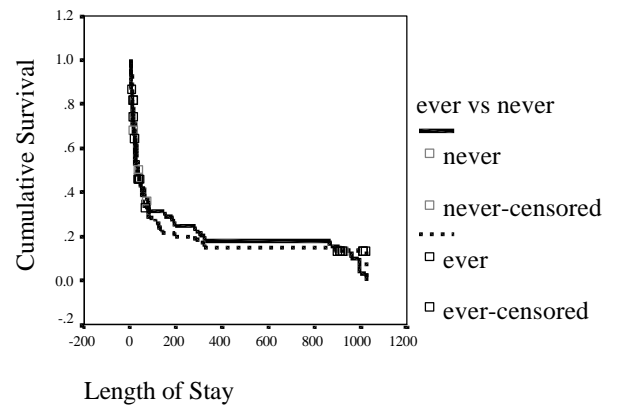 1.2
1.0
.8
.6
.4
.2
0.0
-.2
Cumulative Survival
-200
0
200
400
600
800
1000
1200
Length of Stay
ever vs never
never
never-censored
ever
ever-censored